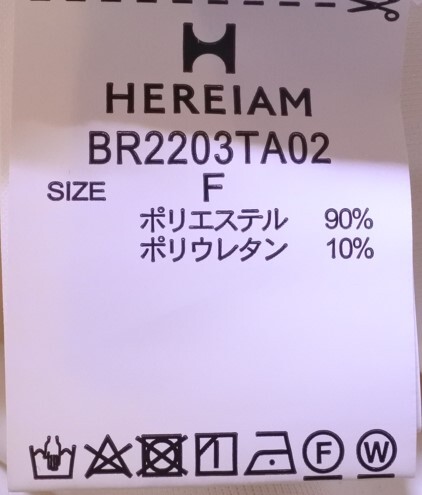 HEREIAM
BR2203TA02
SIZE F
ポリエステル 90%
ポリウレタン 10%
F W